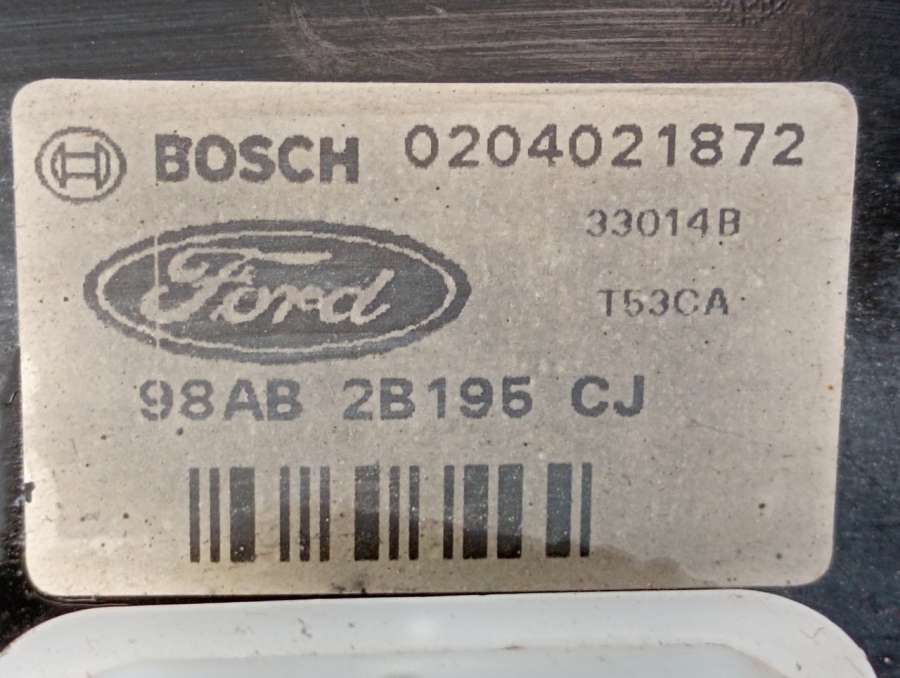 BOSCH 0204021872
33014B
Ford
T53CA
98AB 2B195 CJ